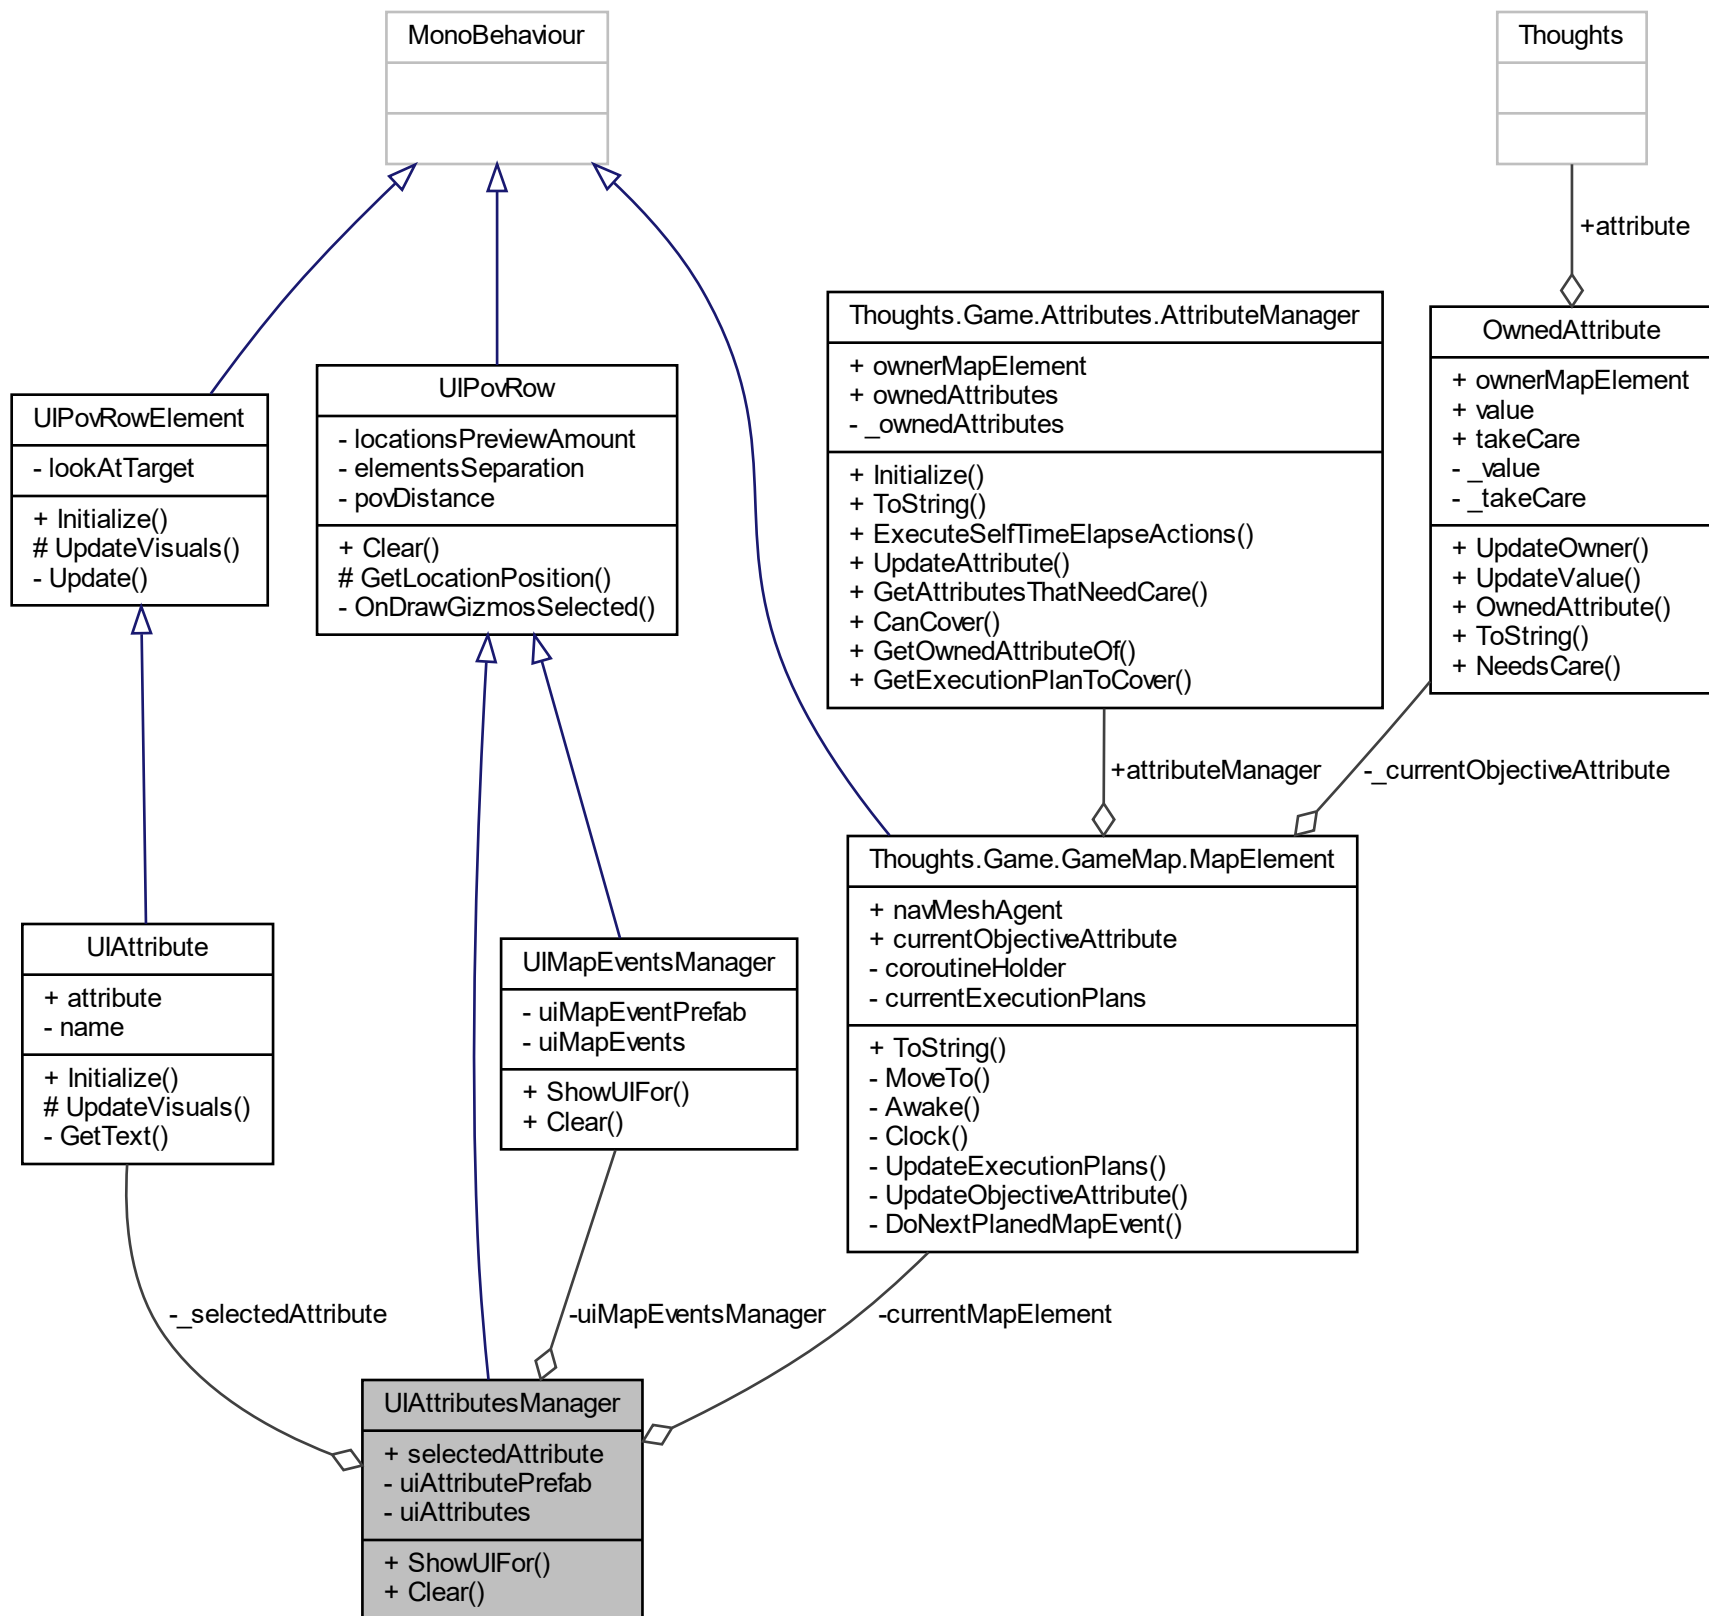 MonoBehaviour
Thoughts
+attribute
Thoughts.Game.Attributes.AttributeManager
+ ownerMapElement
+ ownedAttributes
- _ownedAttributes
+ Initialize()
+ ToString()
+ ExecuteSelfTimeElapseActions()
+ UpdateAttribute()
+ GetAttributesThatNeedCare()
+ CanCover()
+ GetOwnedAttributeOf()
+ GetExecutionPlanToCover()
OwnedAttribute
+ ownerMapElement
+ value
+ takeCare
- _value
- _takeCare
+ UpdateOwner()
+ UpdateValue()
+ OwnedAttribute()
+ ToString()
+ NeedsCare()
UIPovRowElement
- lookAtTarget
+ Initialize()
# UpdateVisuals()
- Update()
UIPovRow
- locationsPreviewAmount
- elementsSeparation
- povDistance
+ Clear()
# GetLocationPosition()
- OnDrawGizmosSelected()
+attributeManager
-_currentObjectiveAttribute
Thoughts.Game.GameMap.MapElement
+ navMeshAgent
+ currentObjectiveAttribute
- coroutineHolder
- currentExecutionPlans
+ ToString()
- MoveTo()
- Awake()
- Clock()
- UpdateExecutionPlans()
- UpdateObjectiveAttribute()
- DoNextPlanedMapEvent()
UIAttribute
+ attribute
- name
+ Initialize()
# UpdateVisuals()
- GetText()
UIMapEventsManager
- uiMapEventPrefab
- uiMapEvents
+ ShowUIFor()
+ Clear()
-_selectedAttribute
-uiMapEventsManager
-currentMapElement
UIAttributesManager
+ selectedAttribute
- uiAttributePrefab
- uiAttributes
+ ShowUIFor()
+ Clear()